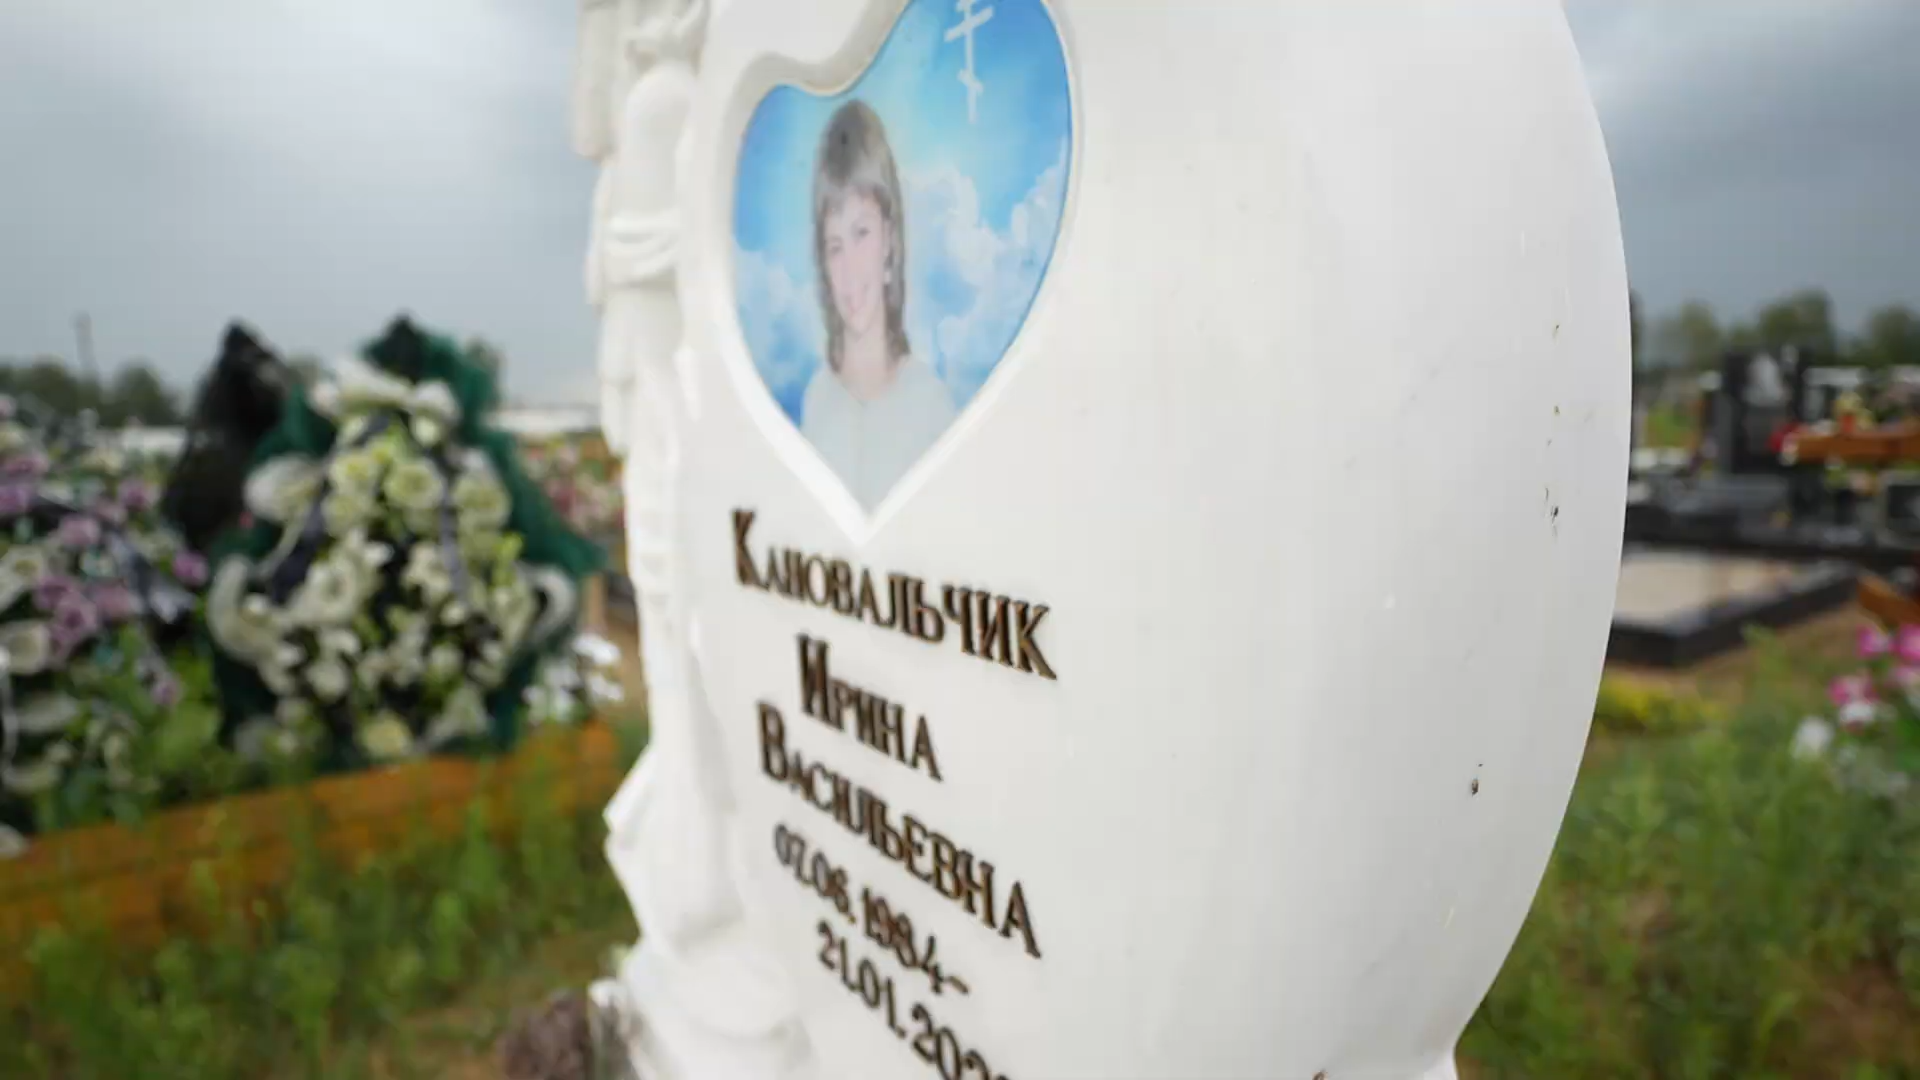 Кановальчик
Ирина
Васильевна
07.06.1984-
21.01.202